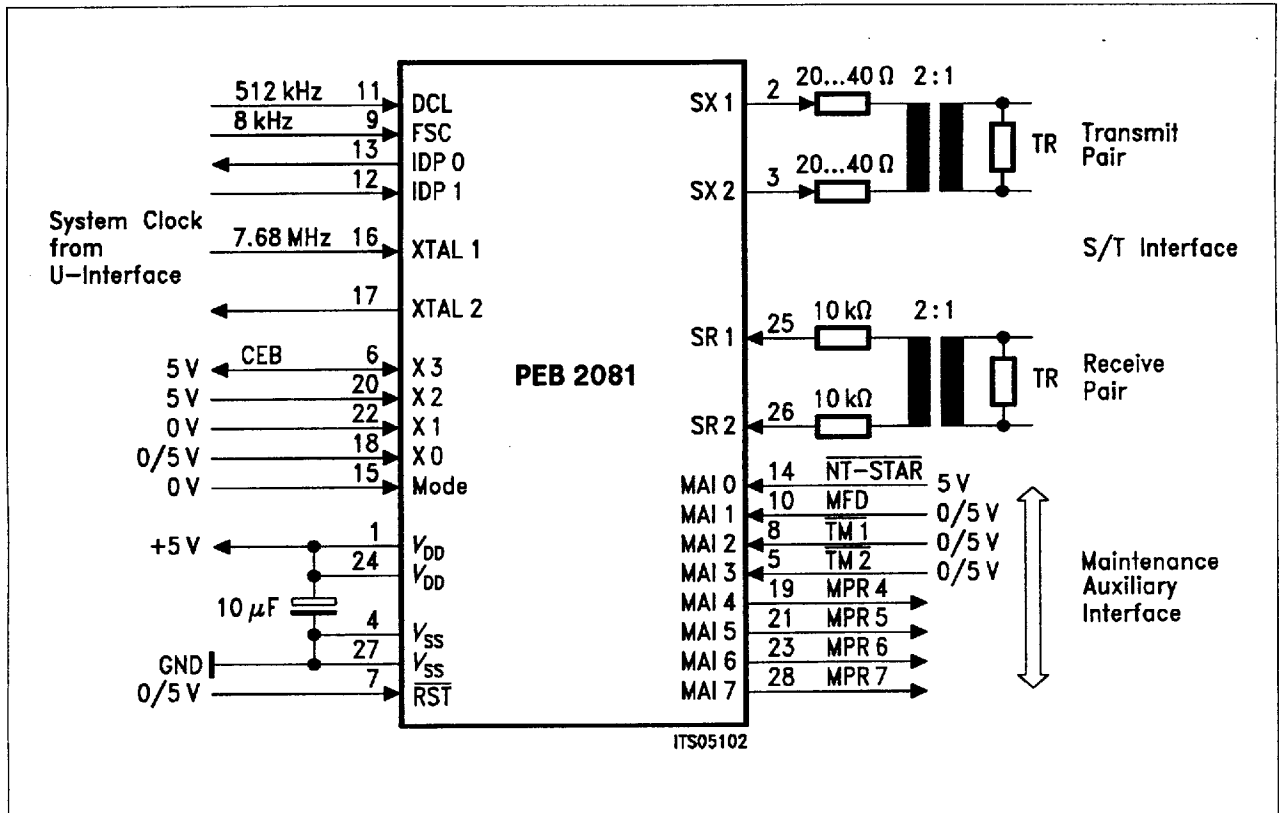 512 kHz 11 DCL
8 kHz 9 FSC
13 IDP 0
12 IDP 1
System Clock
from
U-Interface
7.68 MHz 16 XTAL 1
17 XTAL 2
5 V CEB 6 X 3
5 V 20 X 2
0 V 22 X 1
0/5 V 18 X 0
0 V 15 Mode
+5 V 1 VDD
24 VDD
10 µF
4 VSS
GND 27 VSS
0/5 V 7 RST
PEB 2081
SX 1 2 20...40 Ω 2:1
SX 2 3 20...40 Ω
TR Transmit
Pair
S/T Interface
SR 1 25 10 kΩ 2:1
SR 2 26 10 kΩ
TR Receive
Pair
MAI 0 14 NT-STAR 5 V
MAI 1 10 MFD 0/5 V
MAI 2 8 TM 1 0/5 V
MAI 3 5 TM 2 0/5 V
MAI 4 19 MPR 4
MAI 5 21 MPR 5
MAI 6 23 MPR 6
MAI 7 28 MPR 7
Maintenance
Auxiliary
Interface
ITS05102